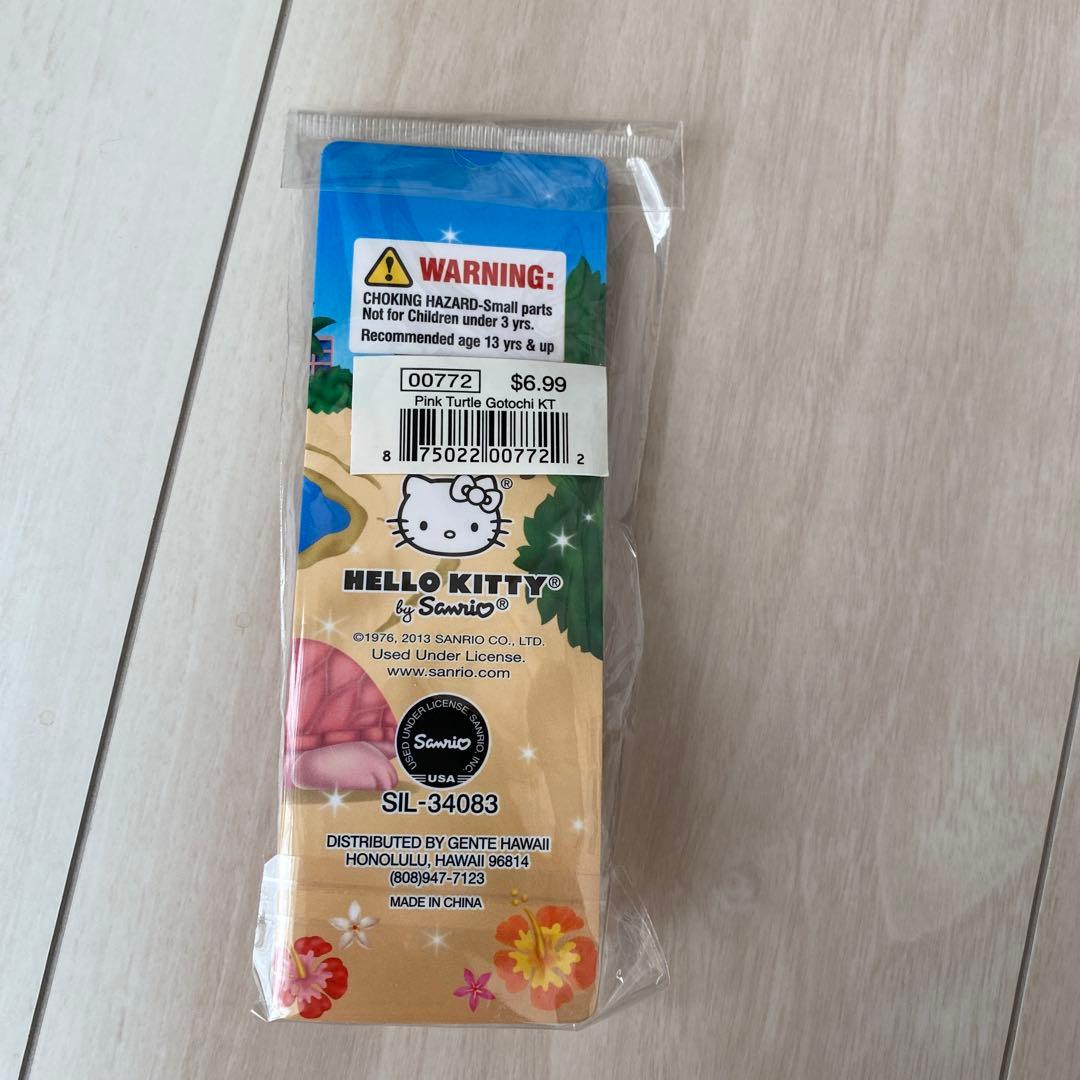 WARNING:
CHOKING HAZARD-Small parts
Not for Children under 3 yrs.
Recommended age 13 yrs & up
00772 $6.99
Pink Turtle Gotochi KT
8 75022 00772 2
®
HELLO KITTY®
by Sanrio®
©1976, 2013 SANRIO CO., LTD.
Used Under License.
www.sanrio.com
USED UNDER LICENSE. SANRIO, INC.
Sanrio
USA
SIL-34083
DISTRIBUTED BY GENTE HAWAII
HONOLULU, HAWAII 96814
(808)947-7123
MADE IN CHINA